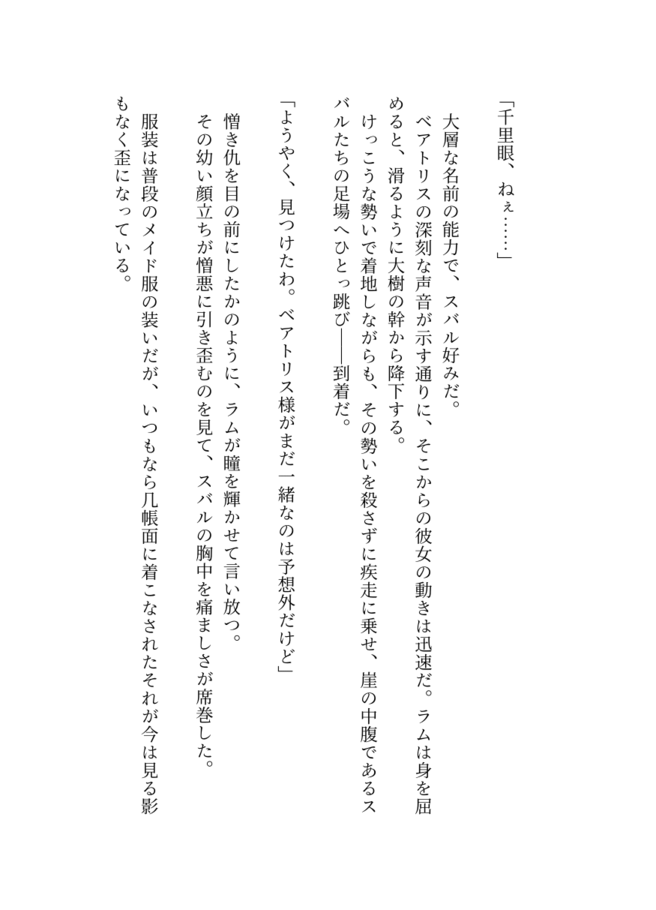 「千里眼、ねぇ……」
大層な名前の能力で、スバル好みだ。
ベアトリスの深刻な声音が示す通りに、そこからの彼女の動きは迅速だ。ラムは身を屈
めると、滑るように大樹の幹から降下する。
けっこうな勢いで着地しながらも、その勢いを殺さずに疾走に乗せ、崖の中腹であるス
バルたちの足場へひとっ跳び――到着だ。
「ようやく、見つけたわ。ベアトリス様がまだ一緒なのは予想外だけど」
憎き仇を目の前にしたかのように、ラムが瞳を輝かせて言い放つ。
その幼い顔立ちが憎悪に引き歪むのを見て、スバルの胸中を痛ましさが席巻した。
服装は普段のメイド服の装いだが、いつもなら几帳面に着こなされたそれが今は見る影
もなく歪になっている。